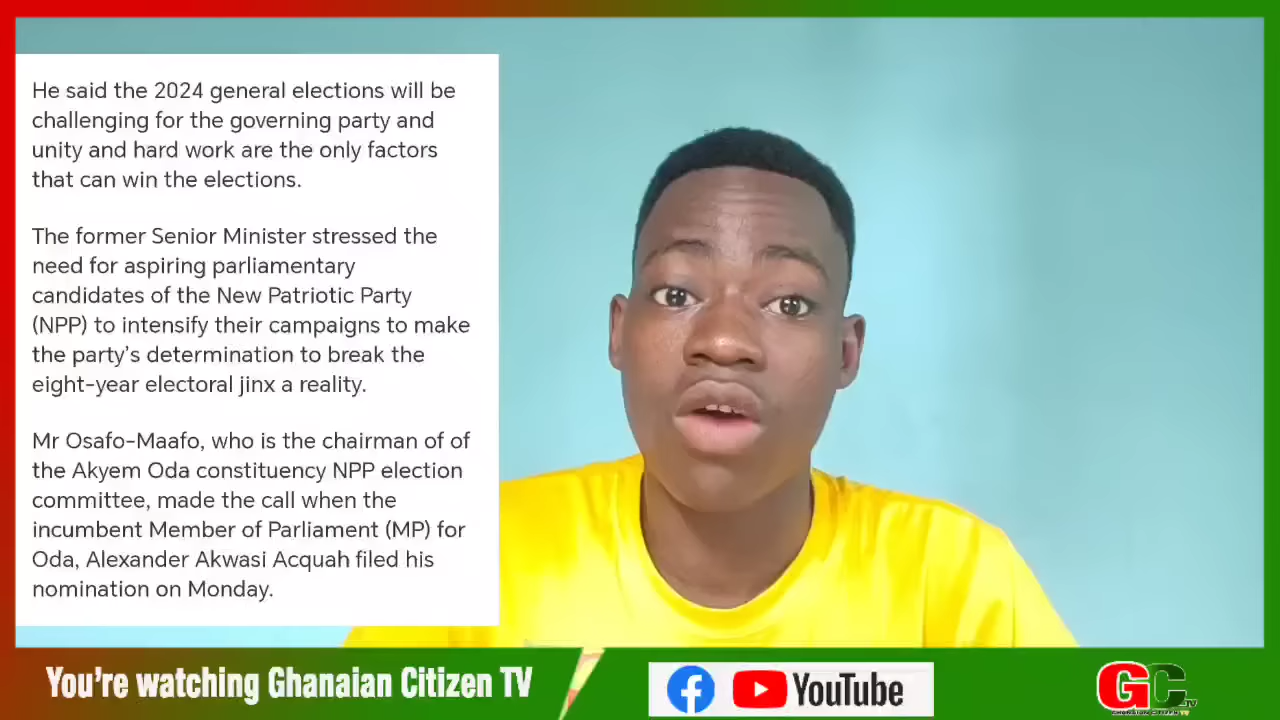 He said the 2024 general elections will be
challenging for the governing party and
unity and hard work are the only factors
that can win the elections.
The former Senior Minister stressed the
need for aspiring parliamentary
candidates of the New Patriotic Party
(NPP) to intensify their campaigns to make
the party's determination to break the
eight-year electoral jinx a reality.
Mr Osafo-Maafo, who is the chairman of of
the Akyem Oda constituency NPP election
committee, made the call when the
incumbent Member of Parliament (MP) for
Oda, Alexander Akwasi Acquah filed his
nomination on Monday.
You're watching Ghanaian Citizen TV
f YouTube
GC TV
GHANAIAN CITIZEN TV